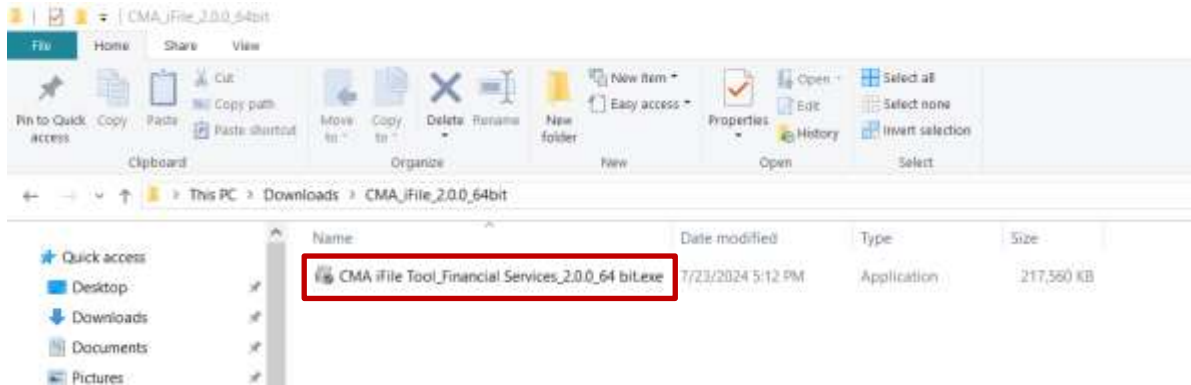 CMA_iFile_2.0.0_64bit
File Home Share View
Pin to Quick access
Copy
Paste
Cut
Copy path
Paste shortcut
Clipboard
Move to
Copy to
Delete
Rename
Organize
New folder
New item
Easy access
New
Properties
Open
Edit
History
Open
Select all
Select none
Invert selection
Select
This PC > Downloads > CMA_iFile_2.0.0_64bit
Name Date modified Type Size
CMA iFile Tool_Financial Services_2.0.0_64 bit.exe 7/23/2024 5:12 PM Application 217,560 KB
Quick access
Desktop
Downloads
Documents
Pictures